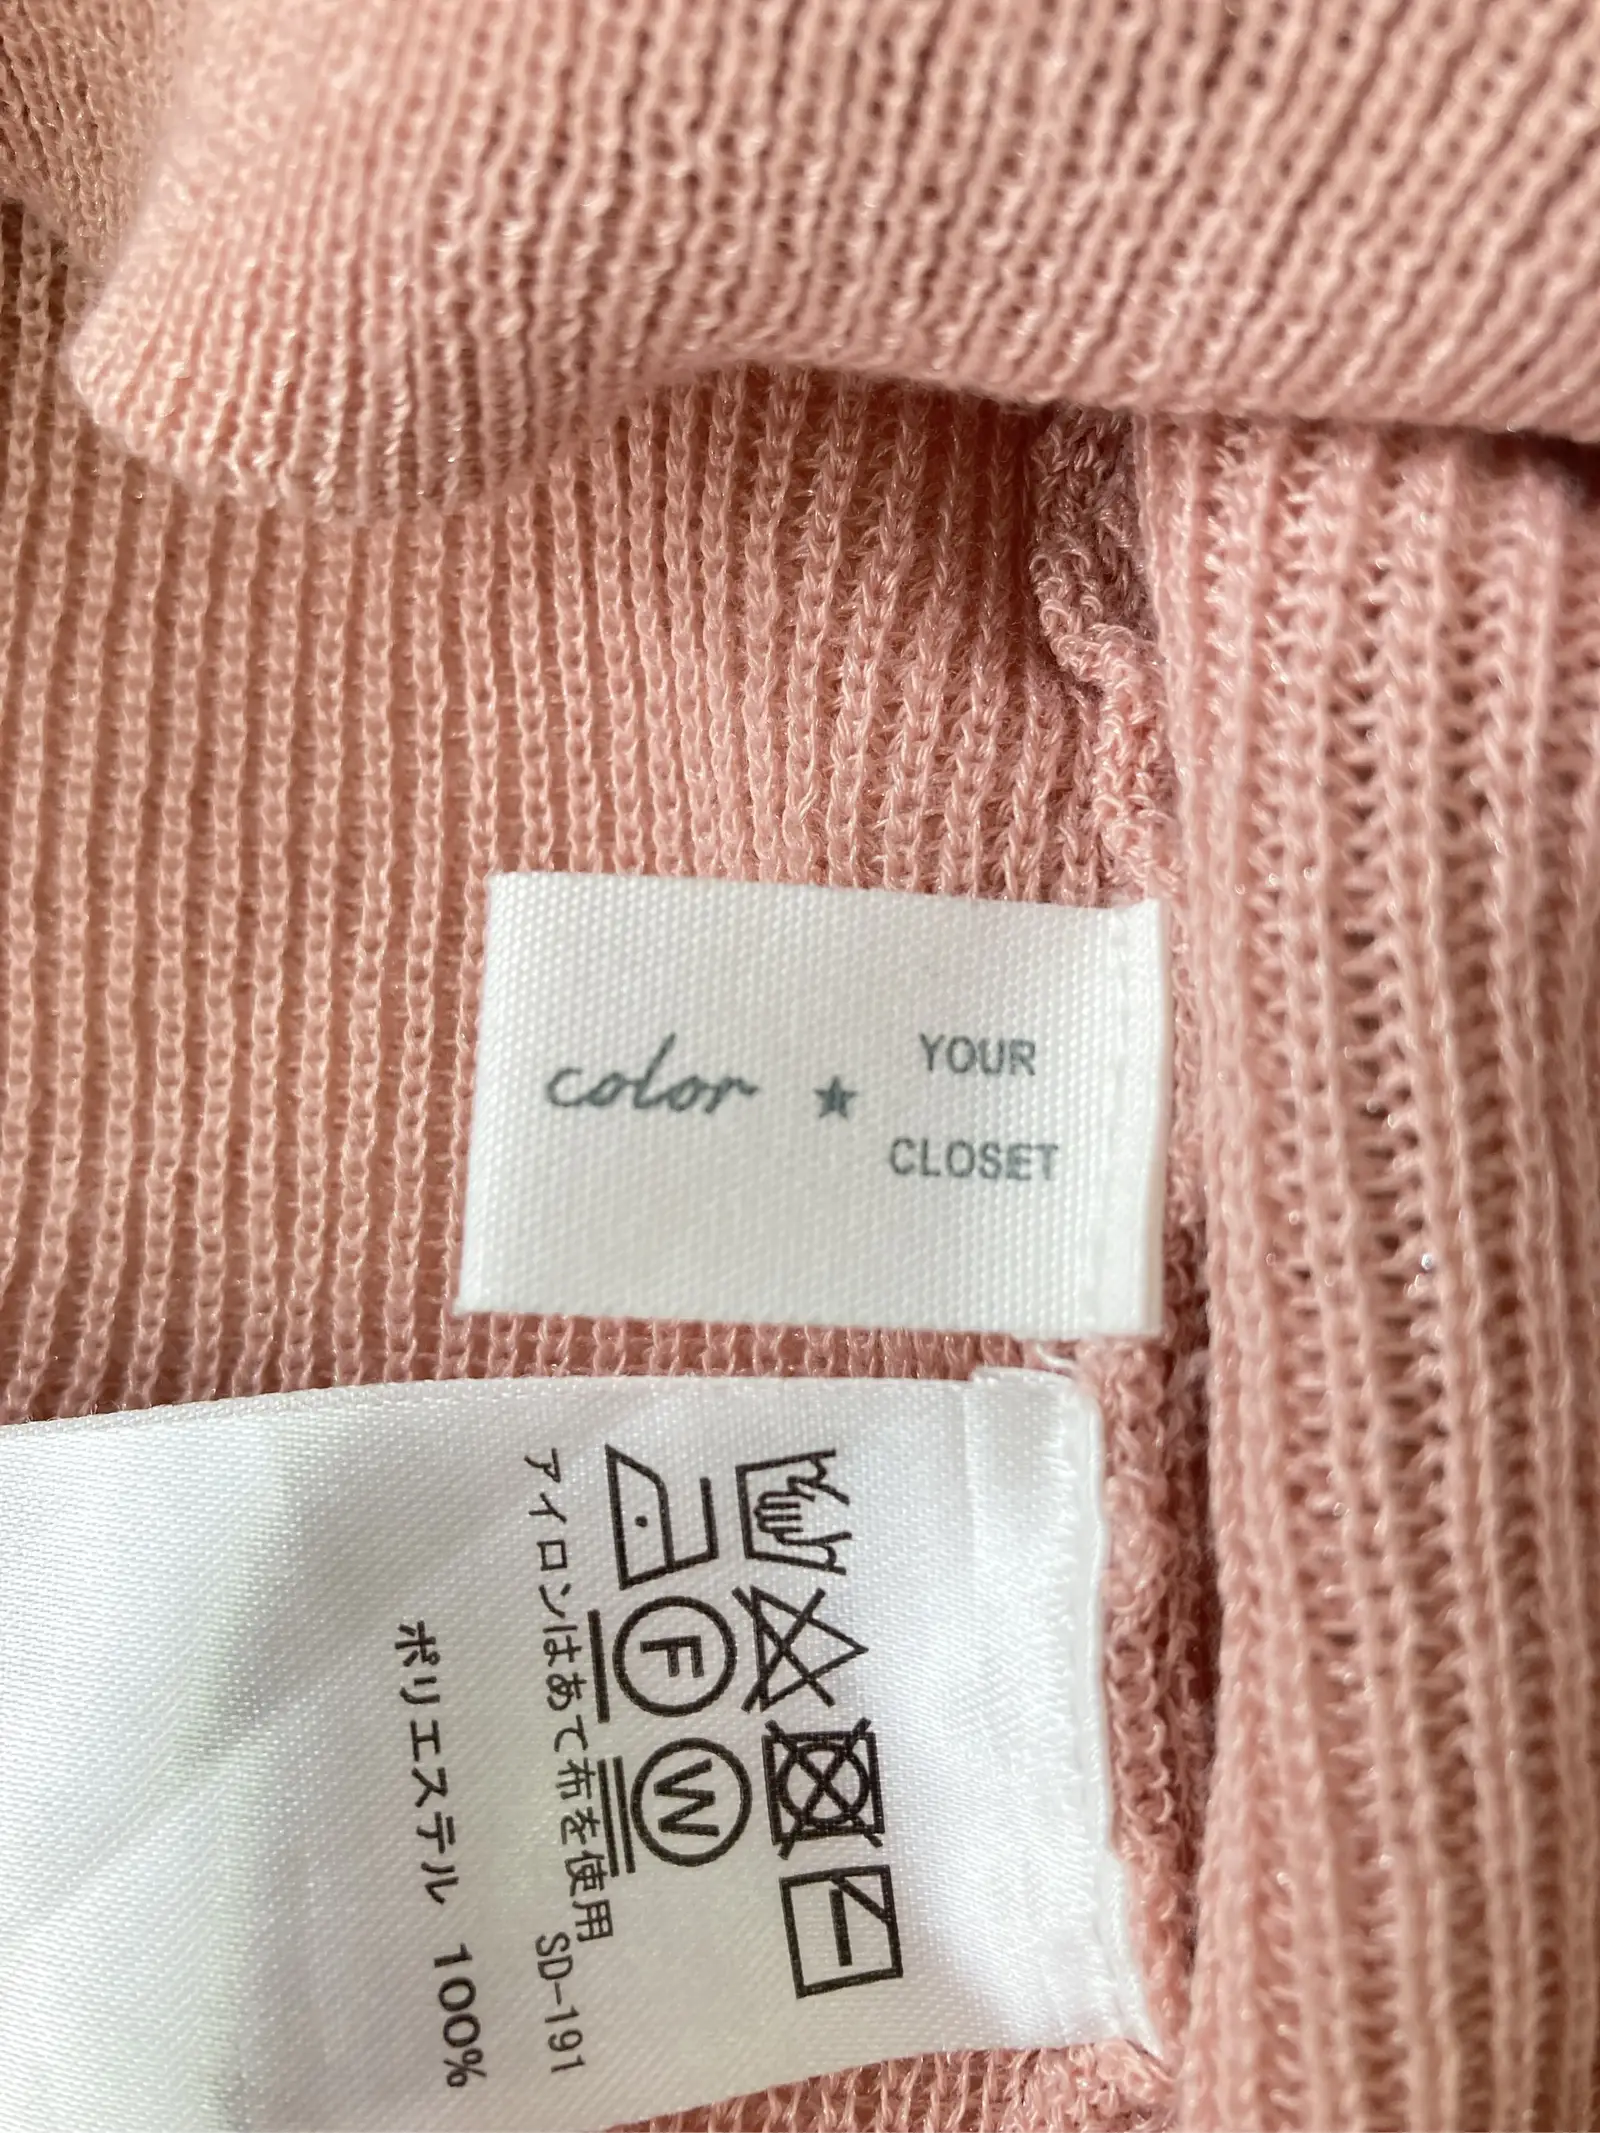 color ★ YOUR
CLOSET
F W
アイロンはあて布を使用
SD-191
ポリエステル 100%